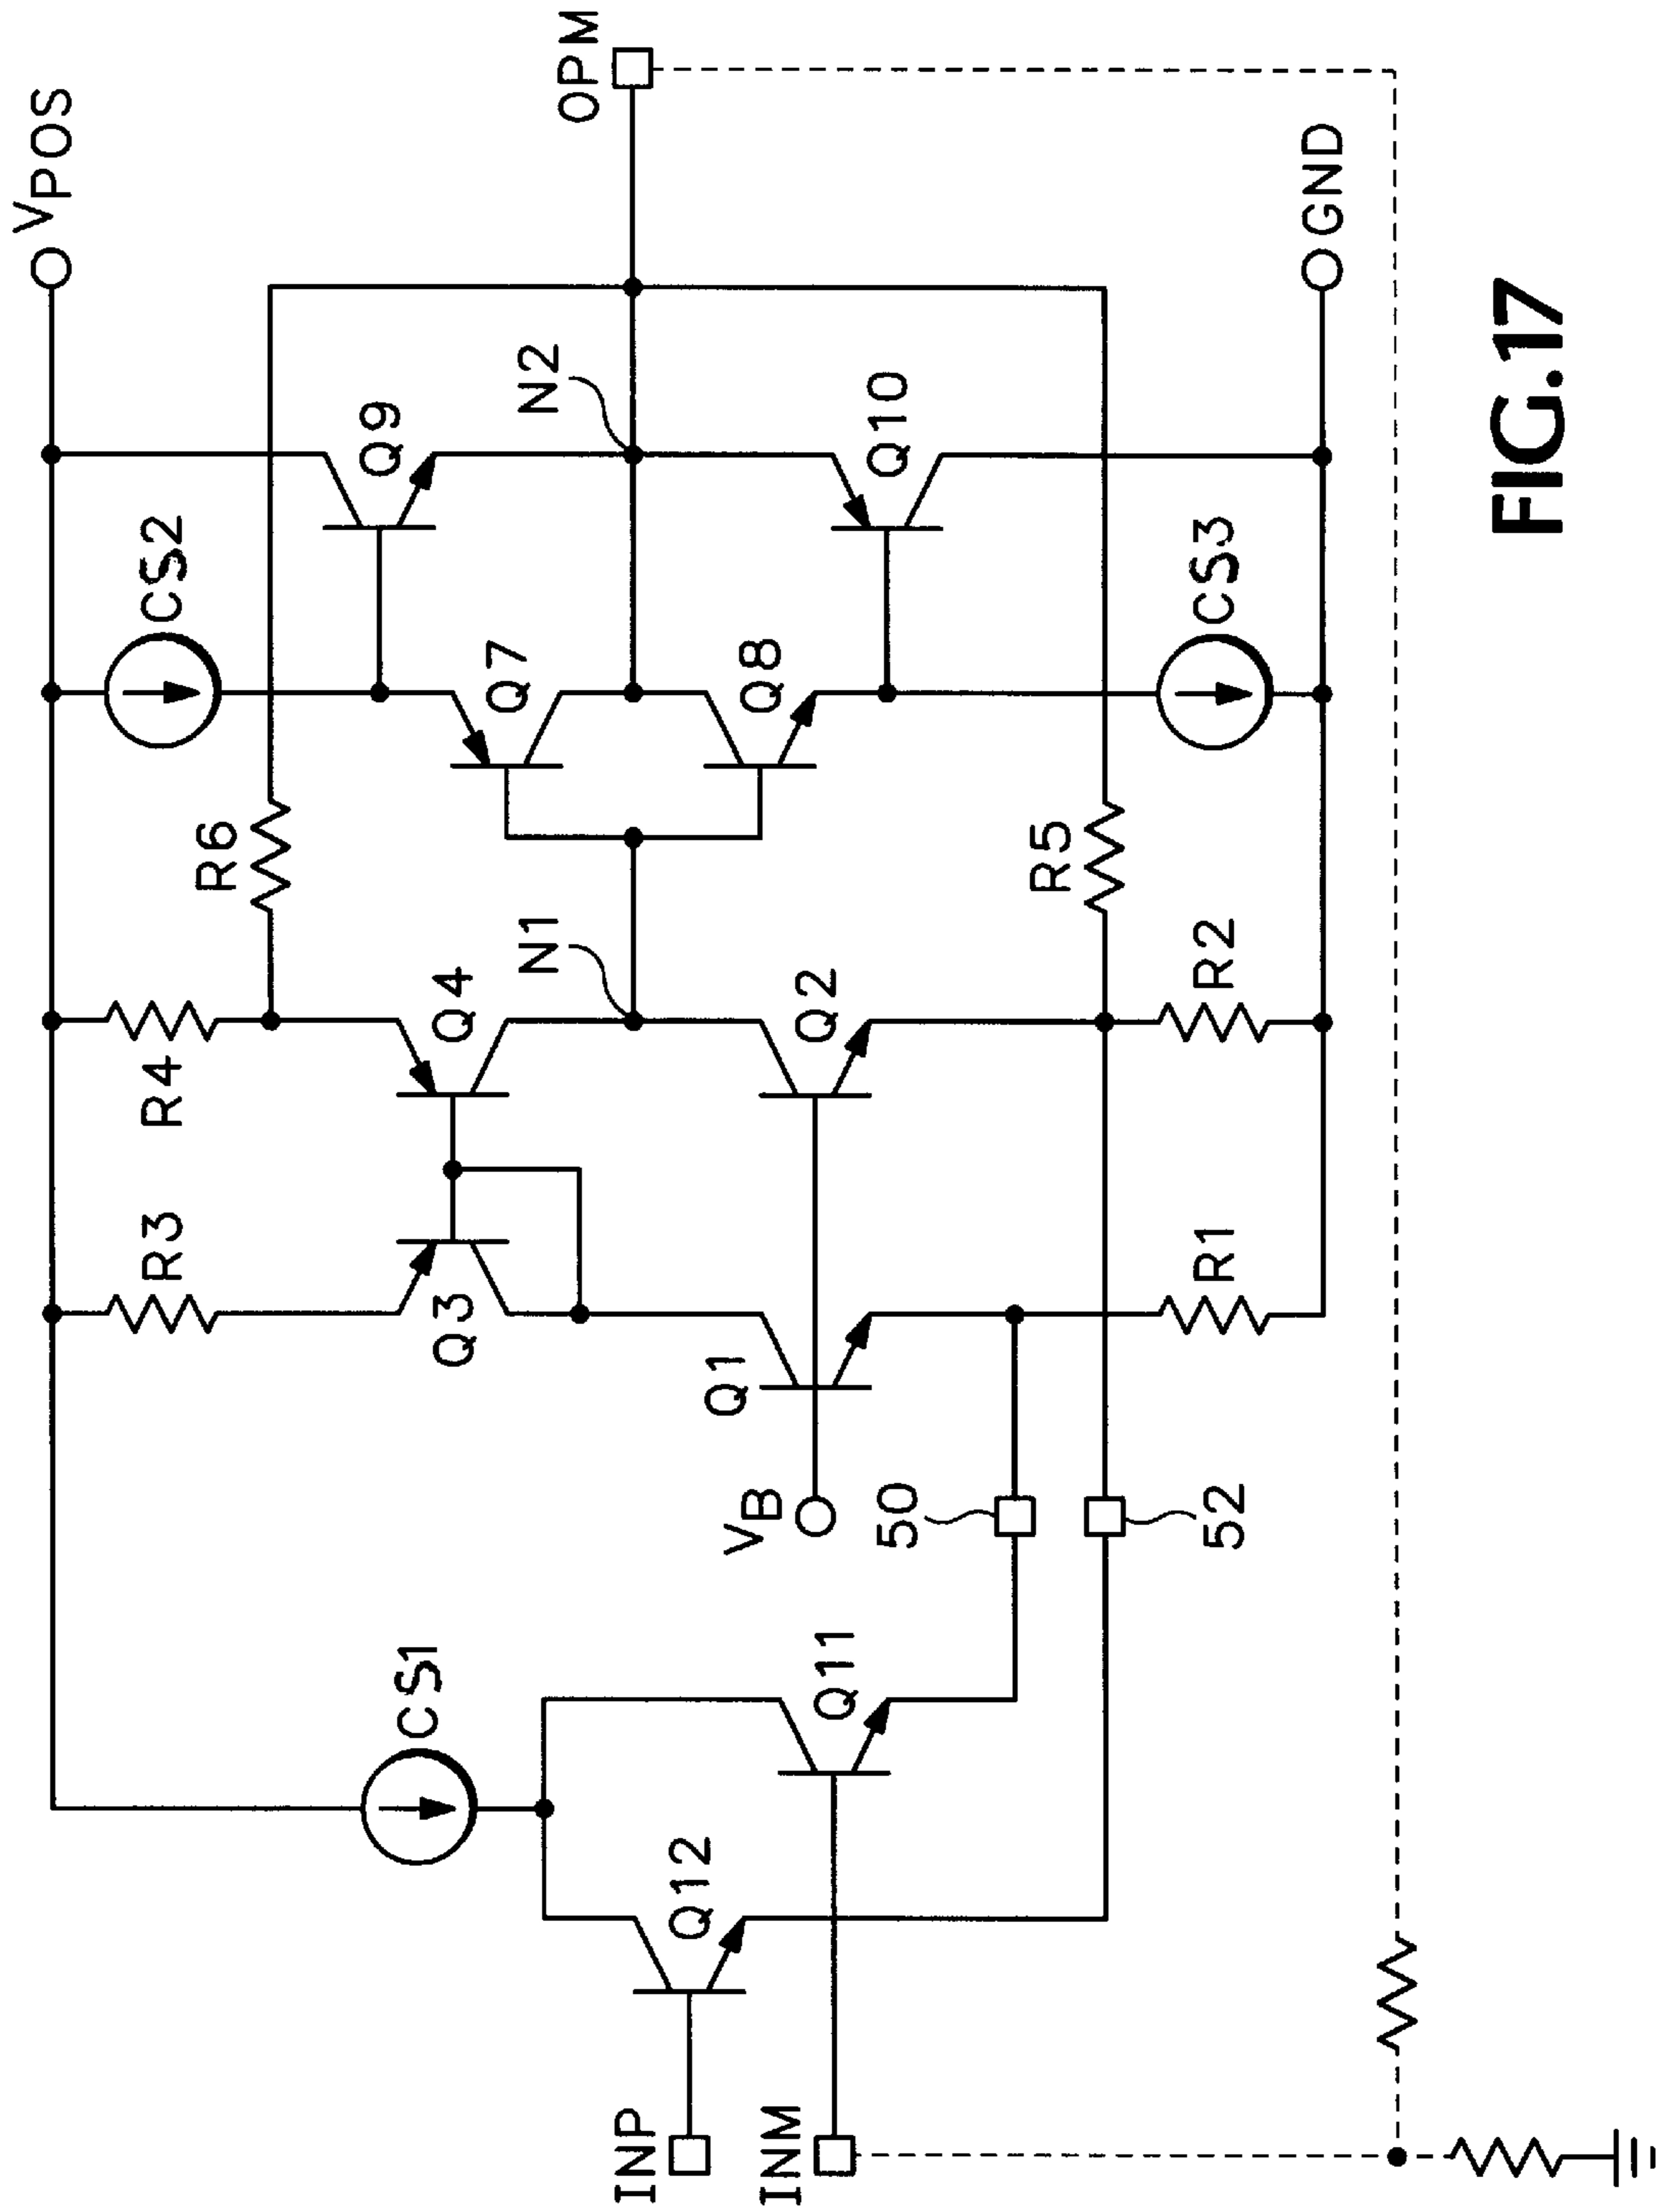 VPOS
OPM
GND
CS2
Q9
N2
Q10
CS3
Q7
Q8
R6
R5
N1
R4
Q4
Q2
R2
R3
Q3
Q1
R1
VB
50
52
CS1
Q11
Q12
INP
INM
FIG.17